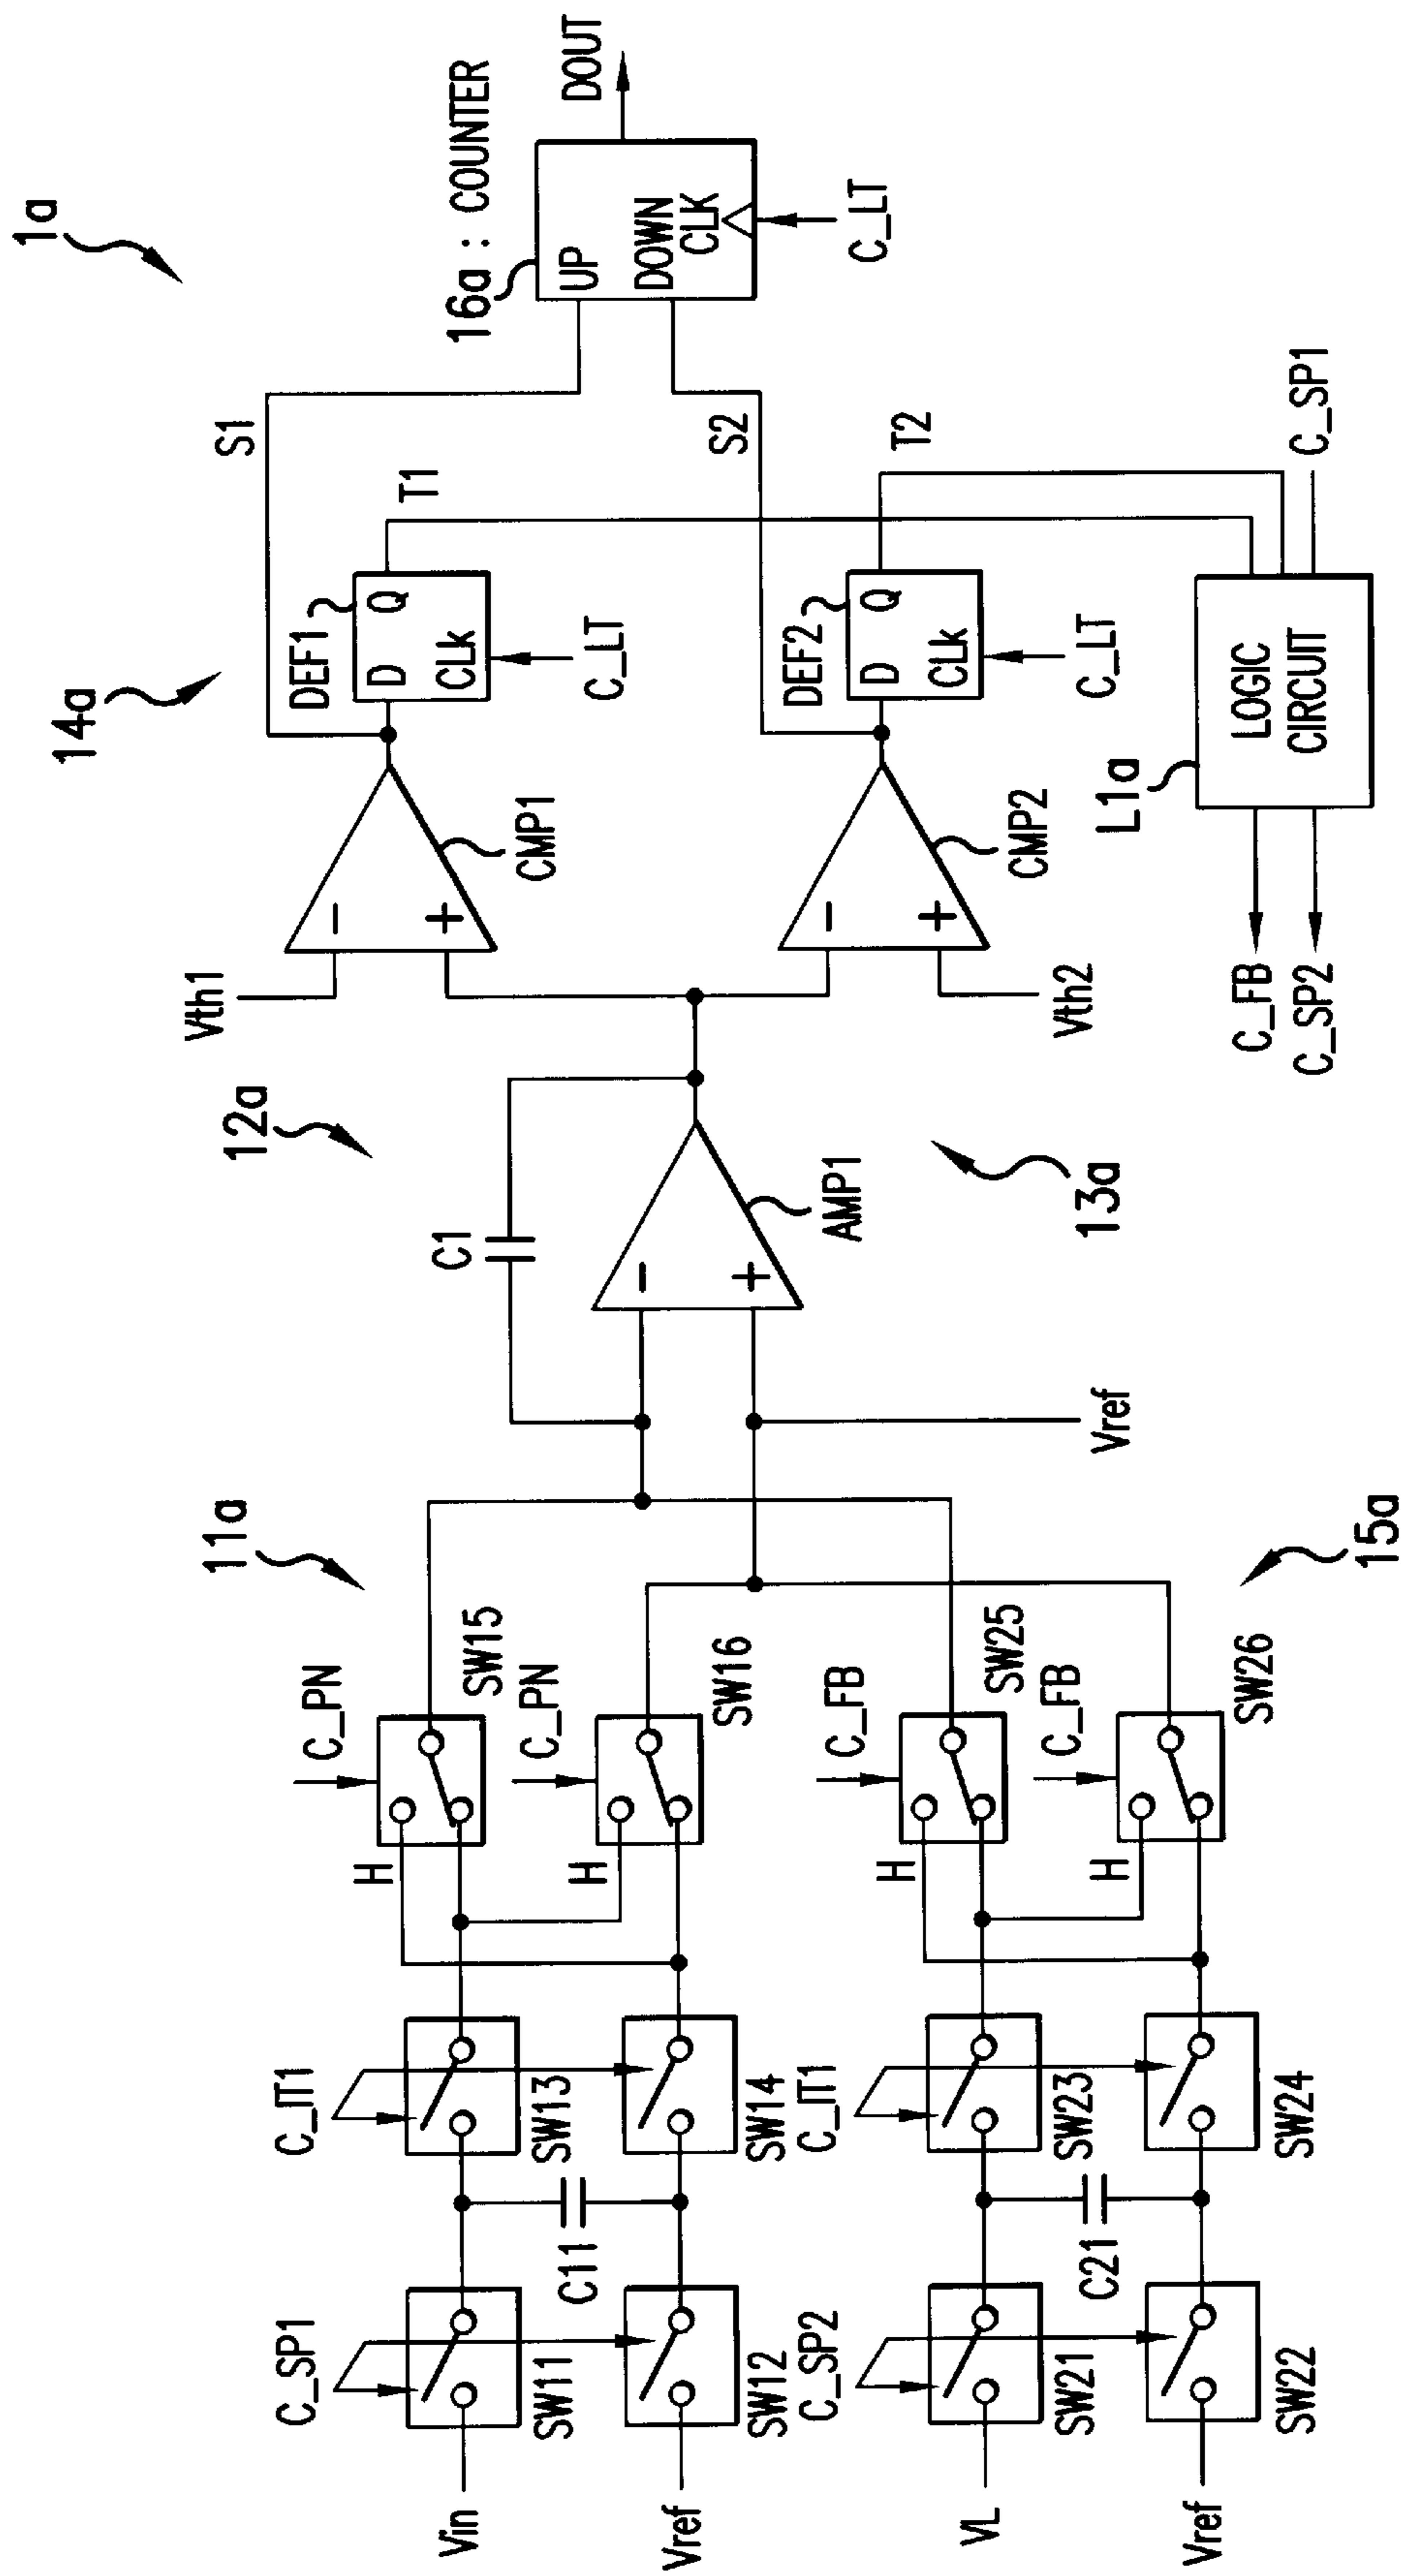 1a
14a
12a
11a
13a
15a
16a : COUNTER
UP
DOWN
CLK
DOUT
C_LT
S1
S2
T1
T2
DEF1
D
Q
CLk
C_LT
DEF2
D
Q
CLk
C_LT
CMP1
−
+
Vth1
CMP2
−
+
Vth2
L1a
LOGIC
CIRCUIT
C_SP1
C_FB
C_SP2
C1
AMP1
−
+
Vref
C_PN
SW15
H
C_PN
SW16
H
C_FB
SW25
H
C_FB
SW26
H
C_IT1
SW13
SW14
C_IT1
SW23
SW24
C11
C21
C_SP1
SW11
SW12
C_SP2
SW21
SW22
Vin
Vref
VL
Vref